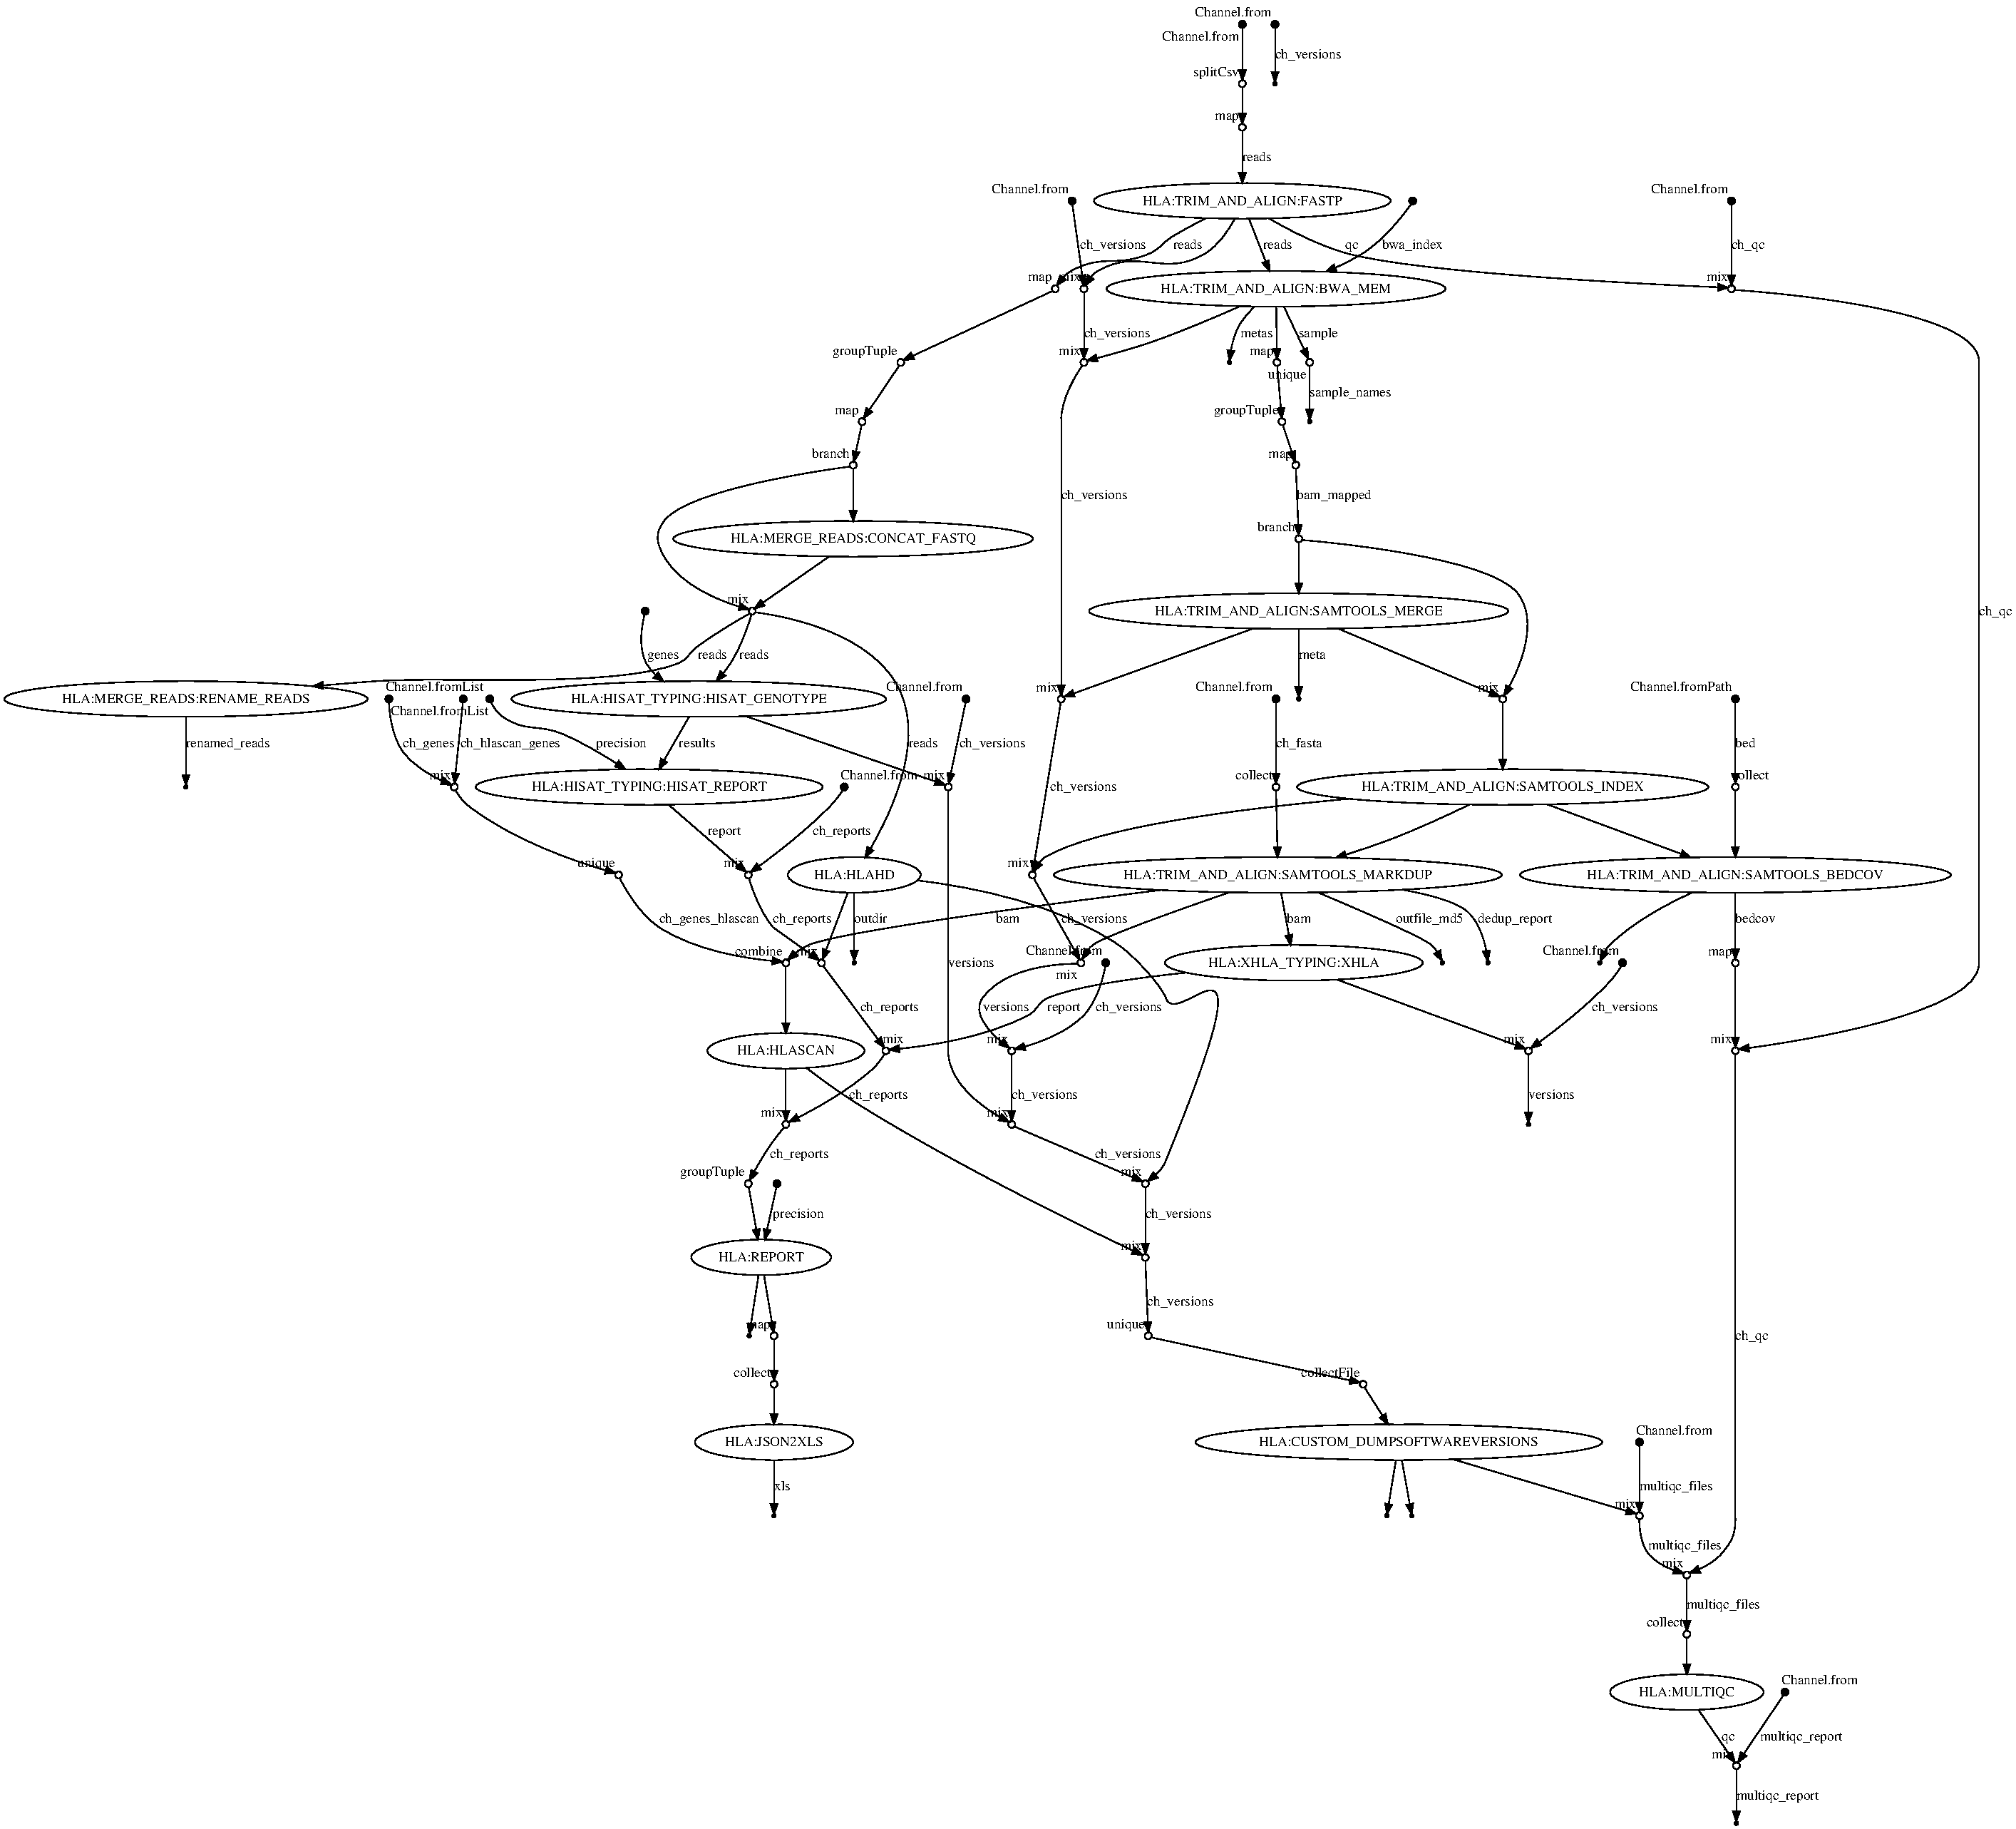 Channel.from
Channel.from
ch_versions
splitCsv
map
reads
Channel.from
HLA:TRIM_AND_ALIGN:FASTP
Channel.from
ch_versions
reads
reads
qc
bwa_index
ch_qc
map
mix
HLA:TRIM_AND_ALIGN:BWA_MEM
mix
ch_versions
metas
sample
groupTuple
mix
map
unique
sample_names
map
groupTuple
branch
map
ch_versions
bam_mapped
branch
HLA:MERGE_READS:CONCAT_FASTQ
mix
HLA:TRIM_AND_ALIGN:SAMTOOLS_MERGE
ch_qc
genes
reads
reads
meta
Channel.fromList
HLA:MERGE_READS:RENAME_READS
Channel.fromList
HLA:HISAT_TYPING:HISAT_GENOTYPE
Channel.from
mix
Channel.from
mix
Channel.fromPath
renamed_reads
ch_genes
ch_hlascan_genes
precision
results
reads
ch_versions
ch_fasta
bed
mix
HLA:HISAT_TYPING:HISAT_REPORT
Channel.from
mix
ch_versions
collect
HLA:TRIM_AND_ALIGN:SAMTOOLS_INDEX
collect
report
ch_reports
unique
mix
HLA:HLAHD
mix
HLA:TRIM_AND_ALIGN:SAMTOOLS_MARKDUP
HLA:TRIM_AND_ALIGN:SAMTOOLS_BEDCOV
ch_genes_hlascan
ch_reports
outdir
bam
ch_versions
bam
outfile_md5
dedup_report
bedcov
combine
mix
versions
Channel.from
mix
HLA:XHLA_TYPING:XHLA
Channel.from
map
ch_reports
versions
report
ch_versions
ch_versions
HLA:HLASCAN
mix
mix
mix
mix
ch_reports
ch_versions
versions
mix
mix
ch_reports
ch_versions
groupTuple
mix
precision
ch_versions
HLA:REPORT
mix
ch_versions
map
unique
ch_qc
collect
collectFile
HLA:JSON2XLS
HLA:CUSTOM_DUMPSOFTWAREVERSIONS
Channel.from
xls
multiqc_files
mix
multiqc_files
mix
multiqc_files
collect
HLA:MULTIQC
Channel.from
qc
multiqc_report
mix
multiqc_report